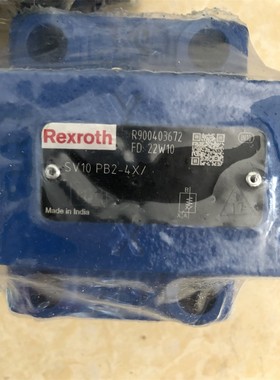 Rexroth
R900403672
FD: 22W10
SV10 PB2-4X/
Made in India